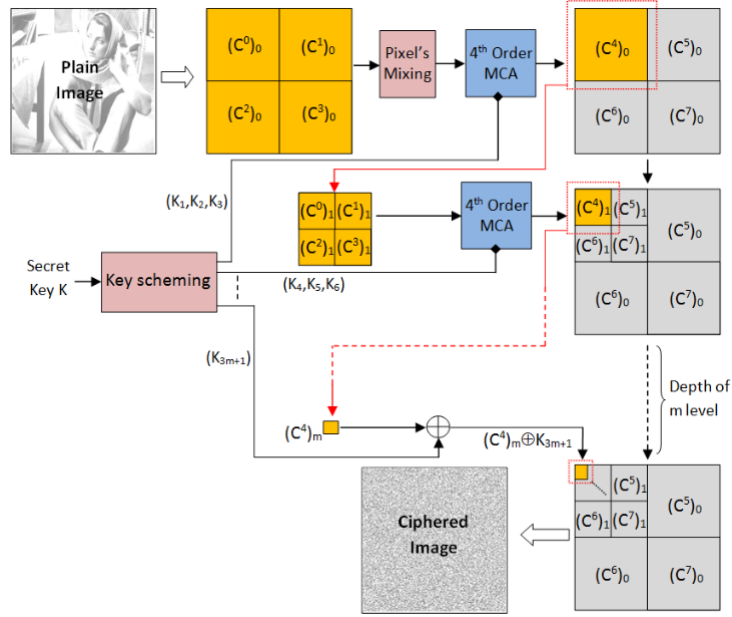 Plain
Image
(C⁰)₀ (C¹)₀
(C²)₀ (C³)₀
Pixel's
Mixing
4th Order
MCA
(C⁴)₀ (C⁵)₀
(C⁶)₀ (C⁷)₀
(K₁,K₂,K₃)
(C⁰)₁ (C¹)₁
(C²)₁ (C³)₁
4th Order
MCA
(C⁴)₁ (C⁵)₁
(C⁶)₁ (C⁷)₁
(C⁵)₀
(C⁶)₀ (C⁷)₀
Secret
Key K
Key scheming
(K₄,K₅,K₆)
(K₃ₘ₊₁)
Depth of
m level
(C⁴)ₘ
(C⁴)ₘ⊕K₃ₘ₊₁
(C⁵)₁
(C⁶)₁ (C⁷)₁
(C⁵)₀
(C⁶)₀ (C⁷)₀
Ciphered
Image